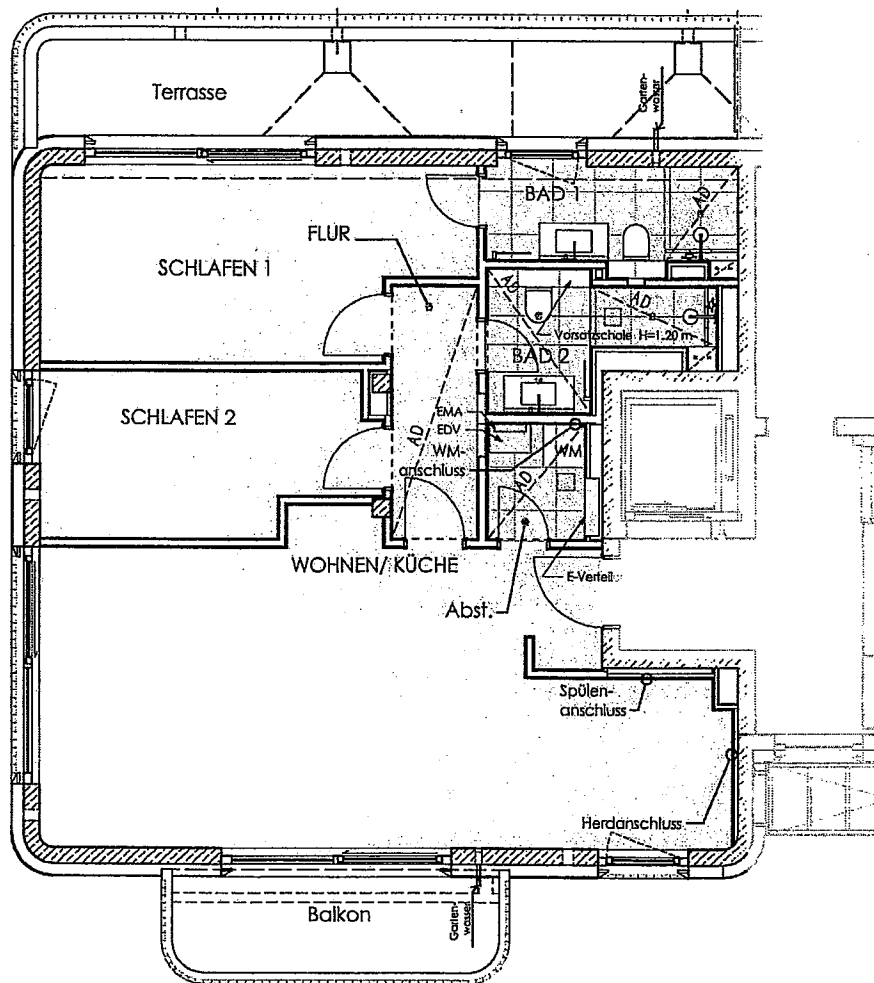 Terrasse
Garten-
wasser
BAD 1
AD
FLUR
SCHLAFEN 1
AD
AD
Vorsatzschale H=1.20 m
BAD 2
SCHLAFEN 2
EMA
EDV
WM-
anschluss
WM
AD
AD
WOHNEN/ KÜCHE
E-Verteil
Abst.
Spülen-
anschluss
Herdanschluss
Balkon
Garten-
wasser